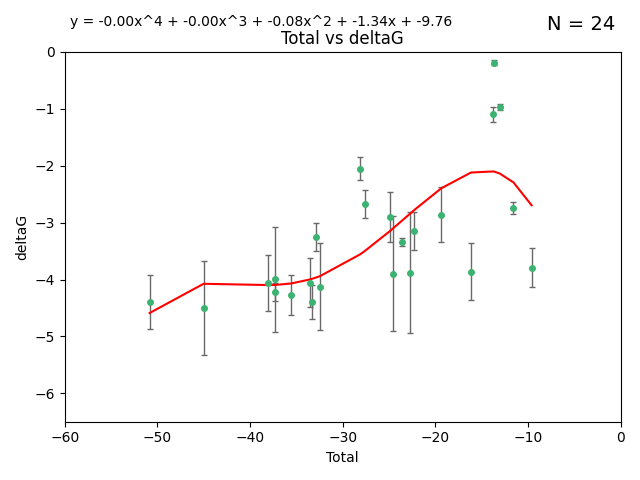 y = -0.00x^4 + -0.00x^3 + -0.08x^2 + -1.34x + -9.76
N = 24
Total vs deltaG
0
−1
−2
−3
−4
−5
−6
deltaG
−60 −50 −40 −30 −20 −10 0
Total